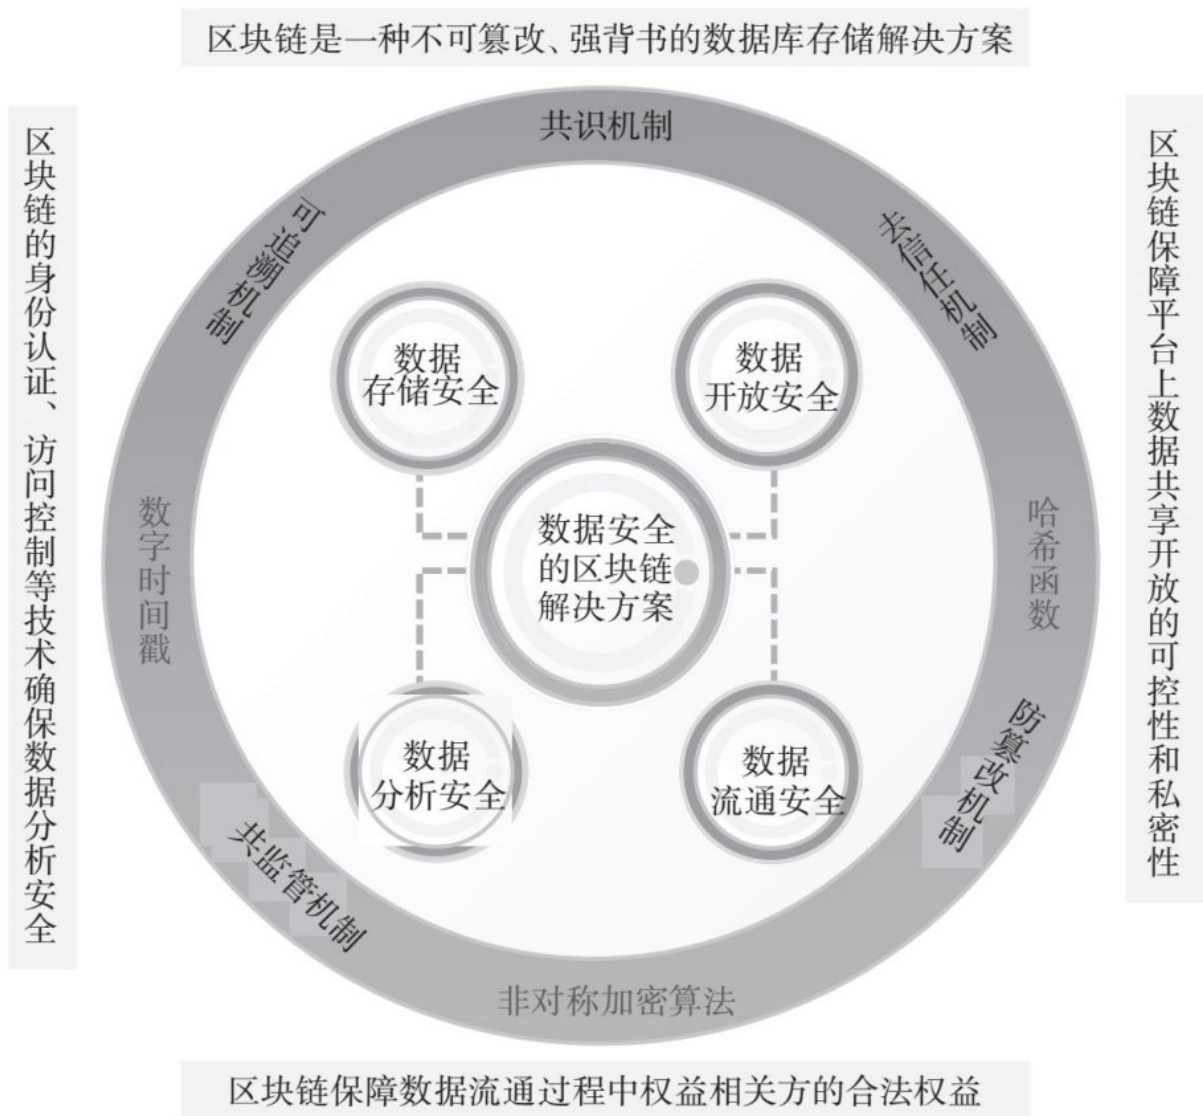 区块链是一种不可篡改、强背书的数据库存储解决方案
区块链的身份认证、访问控制等技术确保数据分析安全
区块链保障平台上数据共享开放的可控性和私密性
共识机制
可追溯机制
去信任机制
数字时间戳
哈希函数
共监管机制
防篡改机制
非对称加密算法
数据
存储安全
数据
开放安全
数据安全
的区块链
解决方案
数据
分析安全
数据
流通安全
区块链保障数据流通过程中权益相关方的合法权益